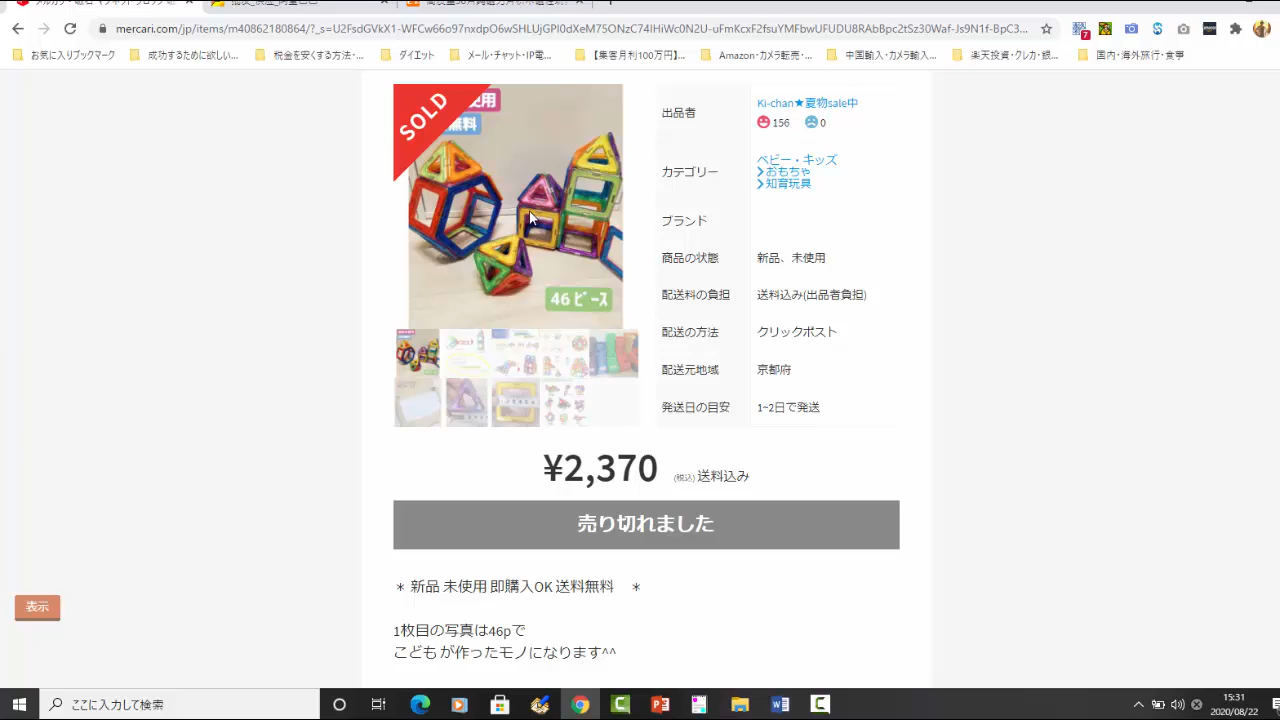 mercari.com/jp/items/m40862180864/?_s=U2FsdGVkX1-WFCw66c97nxdpO6wSHLUjGPl0dXeM75ONzC74lHiWc0N2U-uFmKcxF2fsuYMFbwUFUDU8RAbBpc2tSz30Waf-Js9N1f-BpC3...
7
お気に入りブックマーク
成功するために欲しい...
税金を安くする方法・...
ダイエット
メール・チャット・IP電...
【集客月利100万円】...
Amazon・カメラ転売・...
中国輸入・カメラ輸入...
楽天投資・クレカ・銀...
国内・海外旅行・食事
SOLD
使用
無料
46ピース
出品者
Ki-chan★夏物sale中
156 0
カテゴリー
ベビー・キッズ
おもちゃ
知育玩具
ブランド
商品の状態
新品、未使用
配送料の負担
送料込み(出品者負担)
配送の方法
クリックポスト
配送元地域
京都府
発送日の目安
1~2日で発送
¥2,370 (税込) 送料込み
売り切れました
＊ 新品 未使用 即購入OK 送料無料　＊
表示
1枚目の写真は46pで
こどもが作ったモノになります^^
ここに入力して検索
15:31
2020/08/22